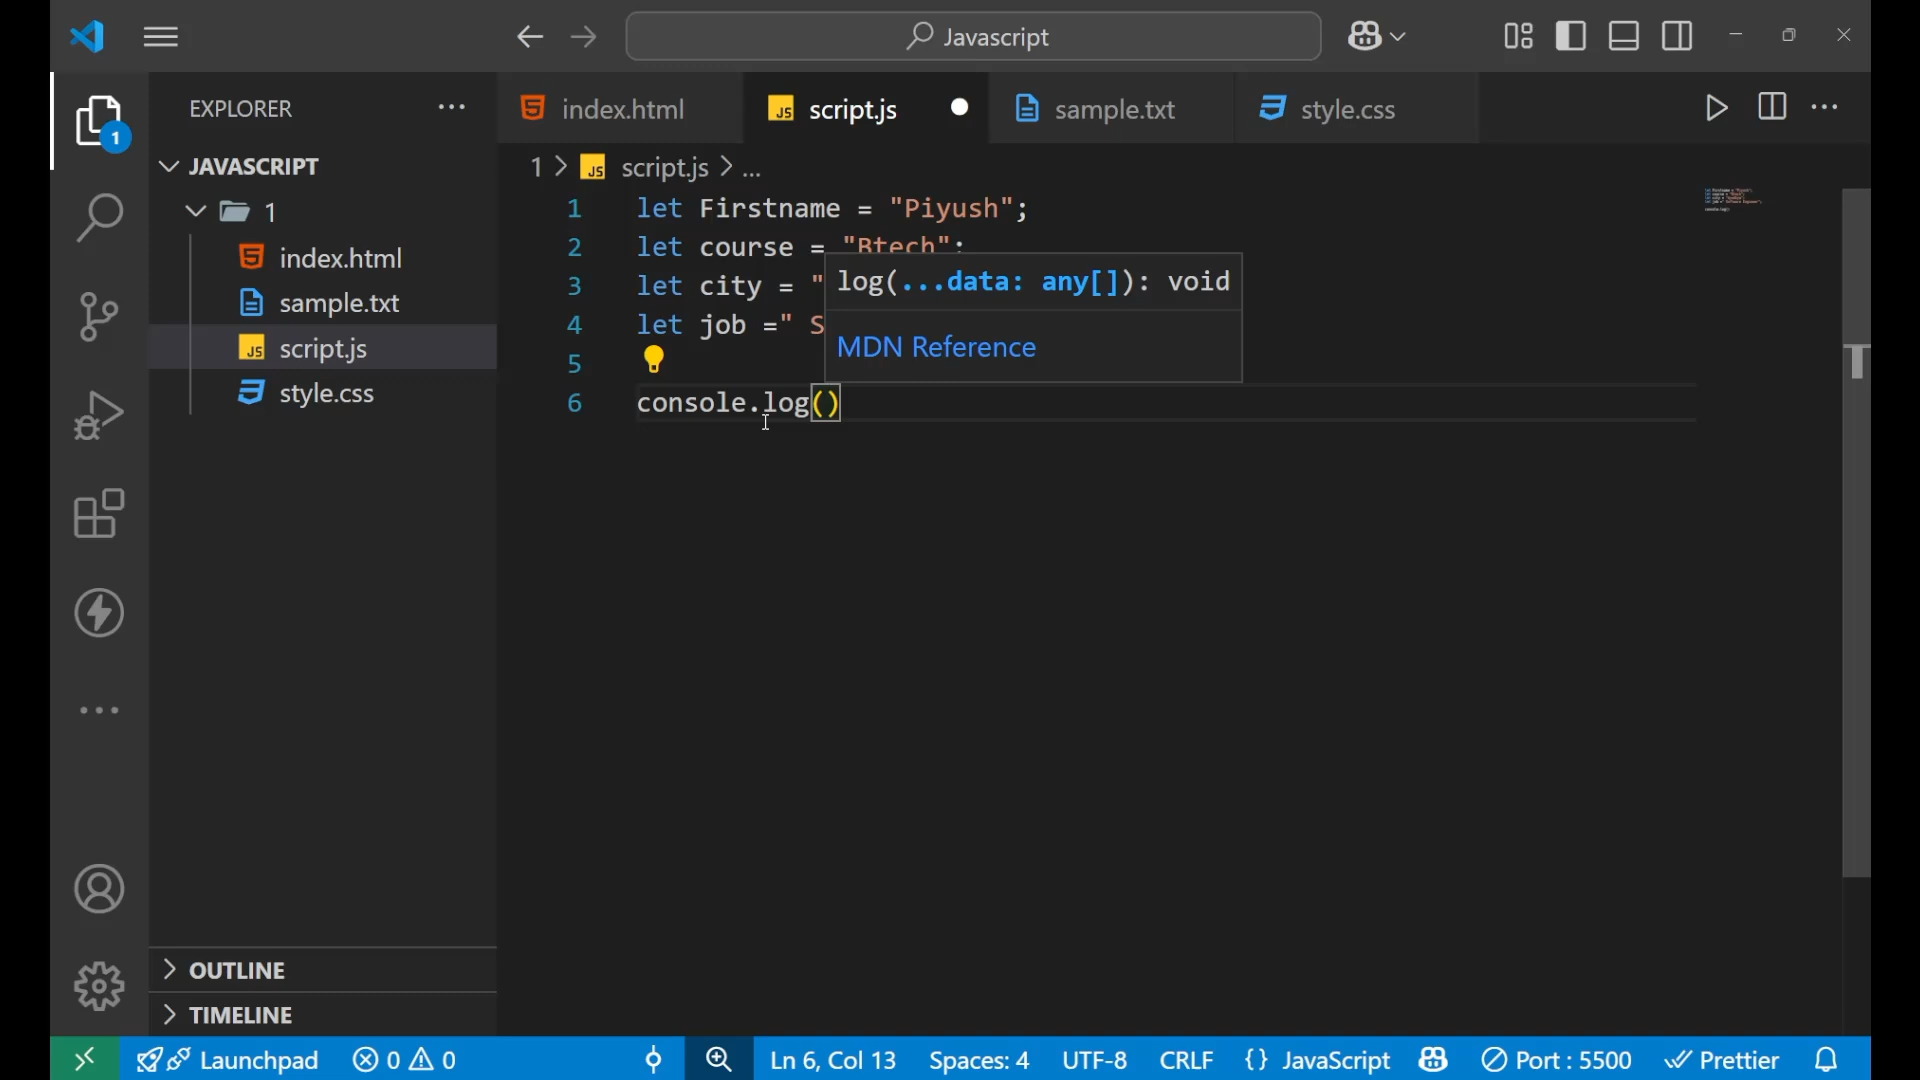 Javascript
EXPLORER
index.html
script.js
sample.txt
style.css
1
JAVASCRIPT
1 > script.js > ...
1
index.html
sample.txt
script.js
style.css
1 let Firstname = "Piyush";
2 let course = "Btech";
3 let city = "
4 let job =" S
5
6 console.log()
log(...data: any[]): void
MDN Reference
OUTLINE
TIMELINE
Launchpad 0 0 Ln 6, Col 13 Spaces: 4 UTF-8 CRLF {} JavaScript Port : 5500 Prettier